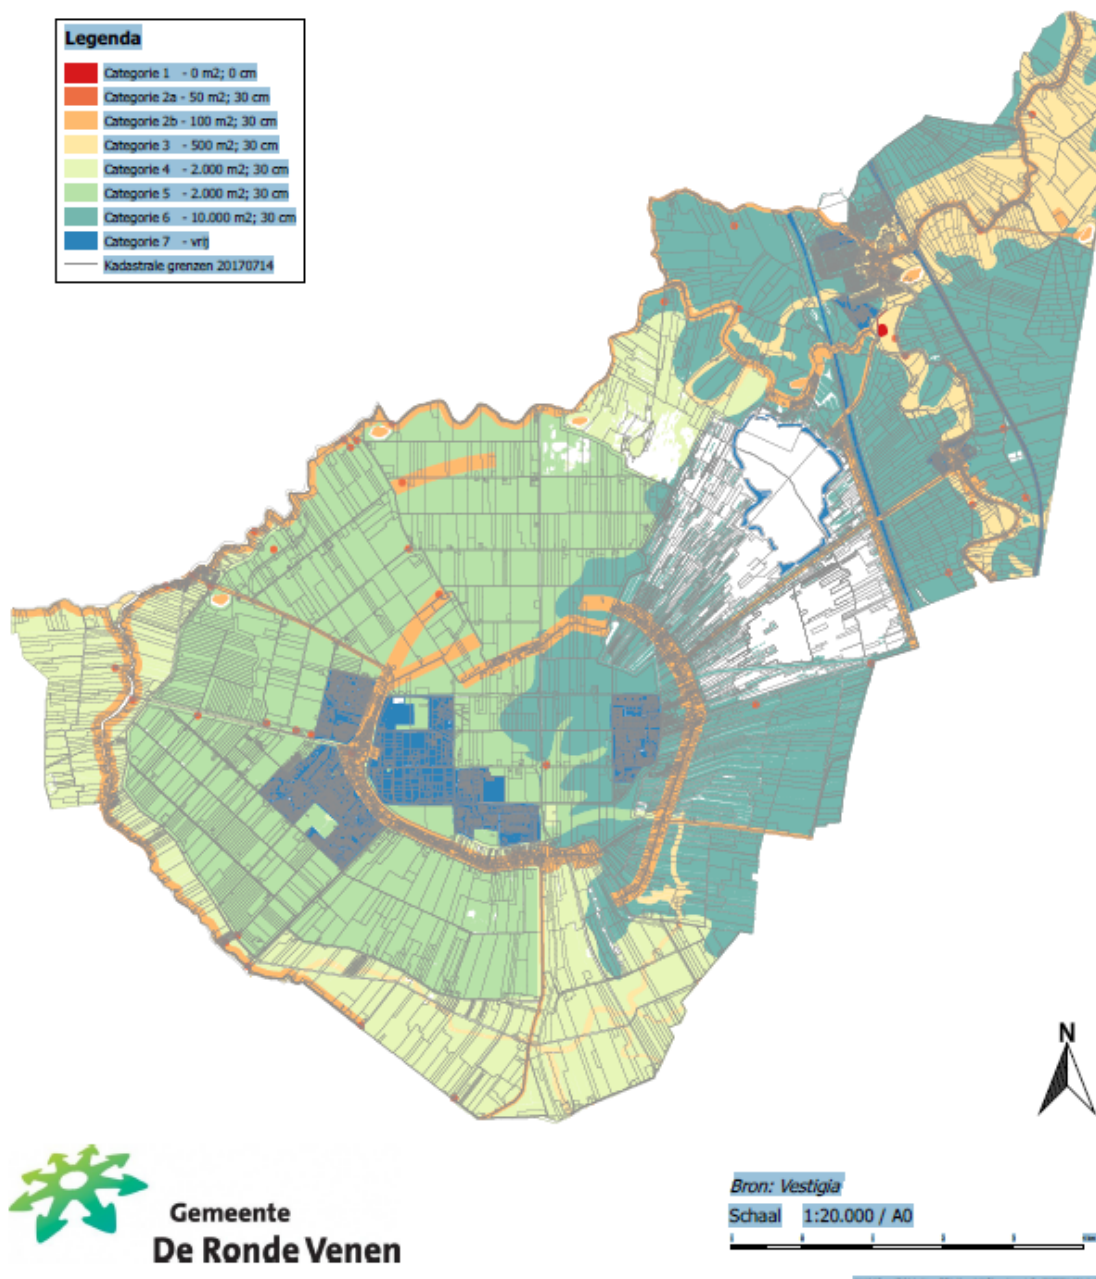 Legenda
Categorie 1 - 0 m2; 0 cm
Categorie 2a - 50 m2; 30 cm
Categorie 2b - 100 m2; 30 cm
Categorie 3 - 500 m2; 30 cm
Categorie 4 - 2.000 m2; 30 cm
Categorie 5 - 2.000 m2; 30 cm
Categorie 6 - 10.000 m2; 30 cm
Categorie 7 - vrij
Kadastrale grenzen 20170714
N
Gemeente
De Ronde Venen
Bron: Vestigia
Schaal 1:20.000 / A0